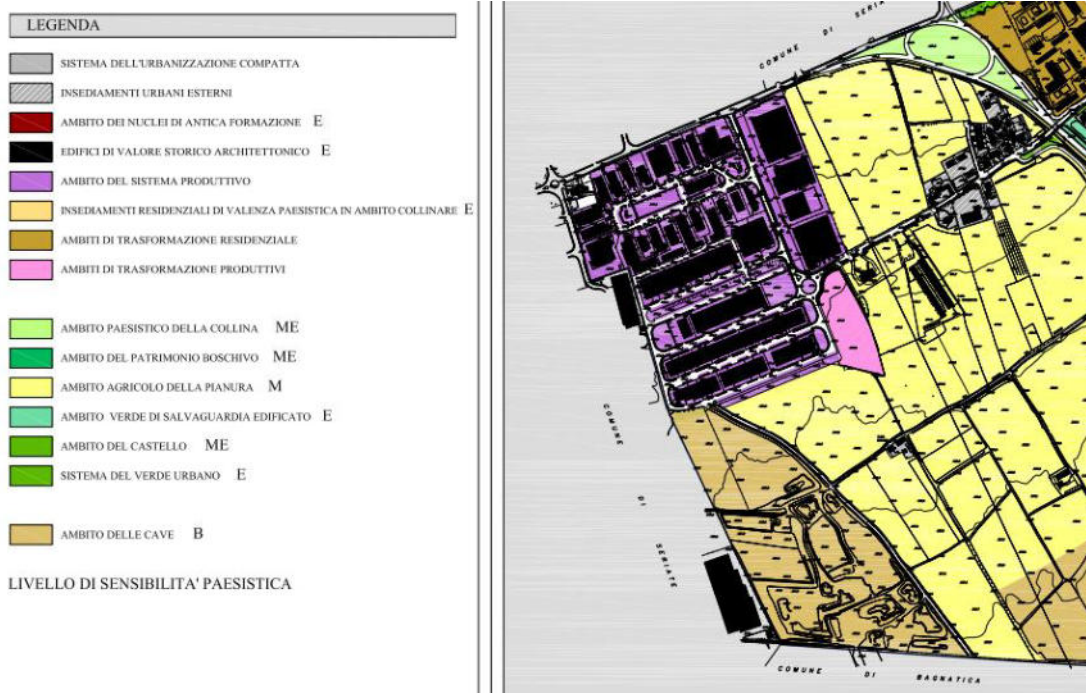 LEGENDA
SISTEMA DELL'URBANIZZAZIONE COMPATTA
INSEDIAMENTI URBANI ESTERNI
AMBITO DEI NUCLEI DI ANTICA FORMAZIONE E
EDIFICI DI VALORE STORICO ARCHITETTONICO E
AMBITO DEL SISTEMA PRODUTTIVO
INSEDIAMENTI RESIDENZIALI DI VALENZA PAESISTICA IN AMBITO COLLINARE E
AMBITI DI TRASFORMAZIONE RESIDENZIALE
AMBITI DI TRASFORMAZIONE PRODUTTIVI
AMBITO PAESISTICO DELLA COLLINA ME
AMBITO DEL PATRIMONIO BOSCHIVO ME
AMBITO AGRICOLO DELLA PIANURA M
AMBITO VERDE DI SALVAGUARDIA EDIFICATO E
AMBITO DEL CASTELLO ME
SISTEMA DEL VERDE URBANO E
AMBITO DELLE CAVE B
LIVELLO DI SENSIBILITA' PAESISTICA
COMUNE DI
COMUNE DI SERIATE
COMUNE DI BAGNATICA